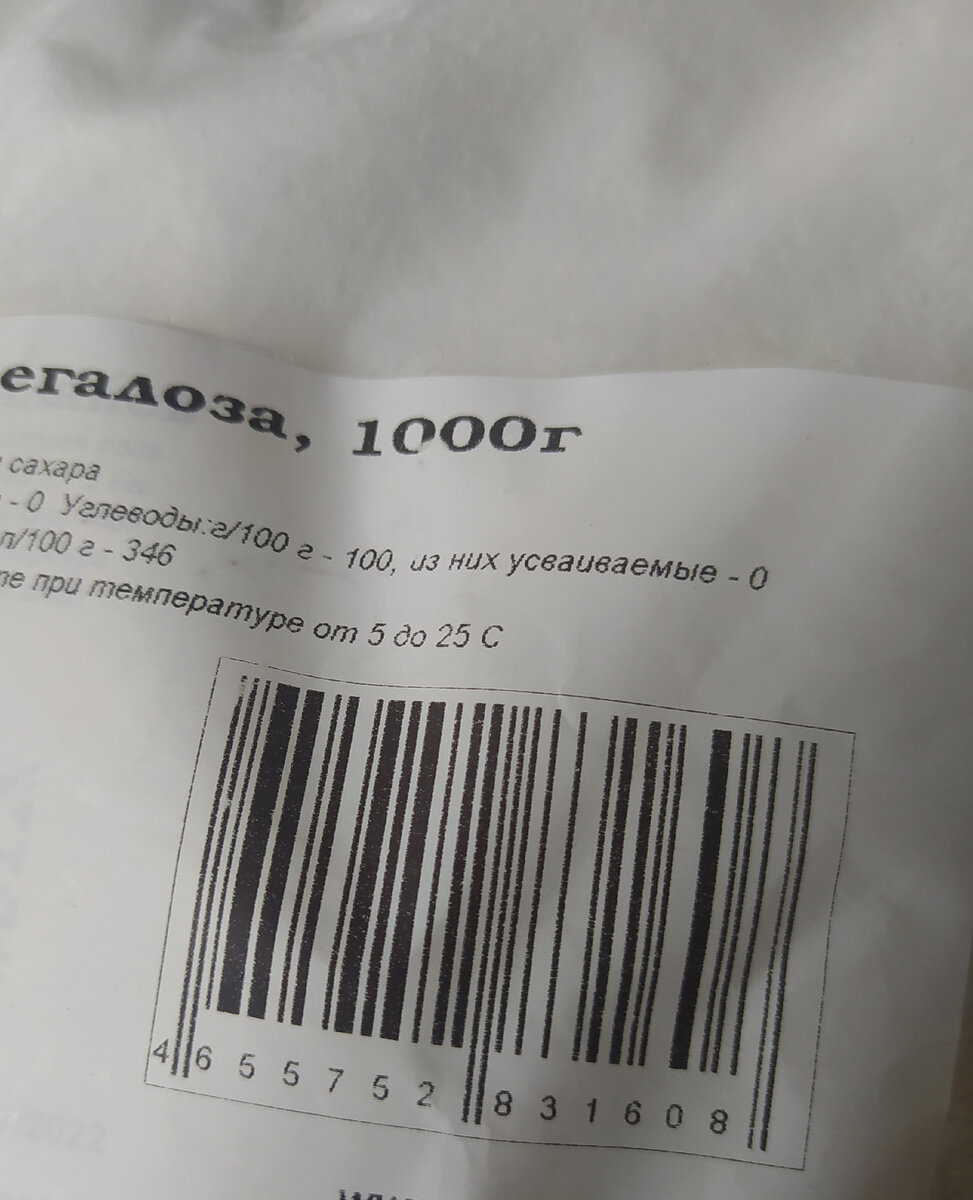 егадоза, 1000г
сахара
- 0 Углеводы:г/100 г - 100, из них усваиваемые - 0
л/100 г - 346
те при температуре от 5 до 25 С
4 655752 831608